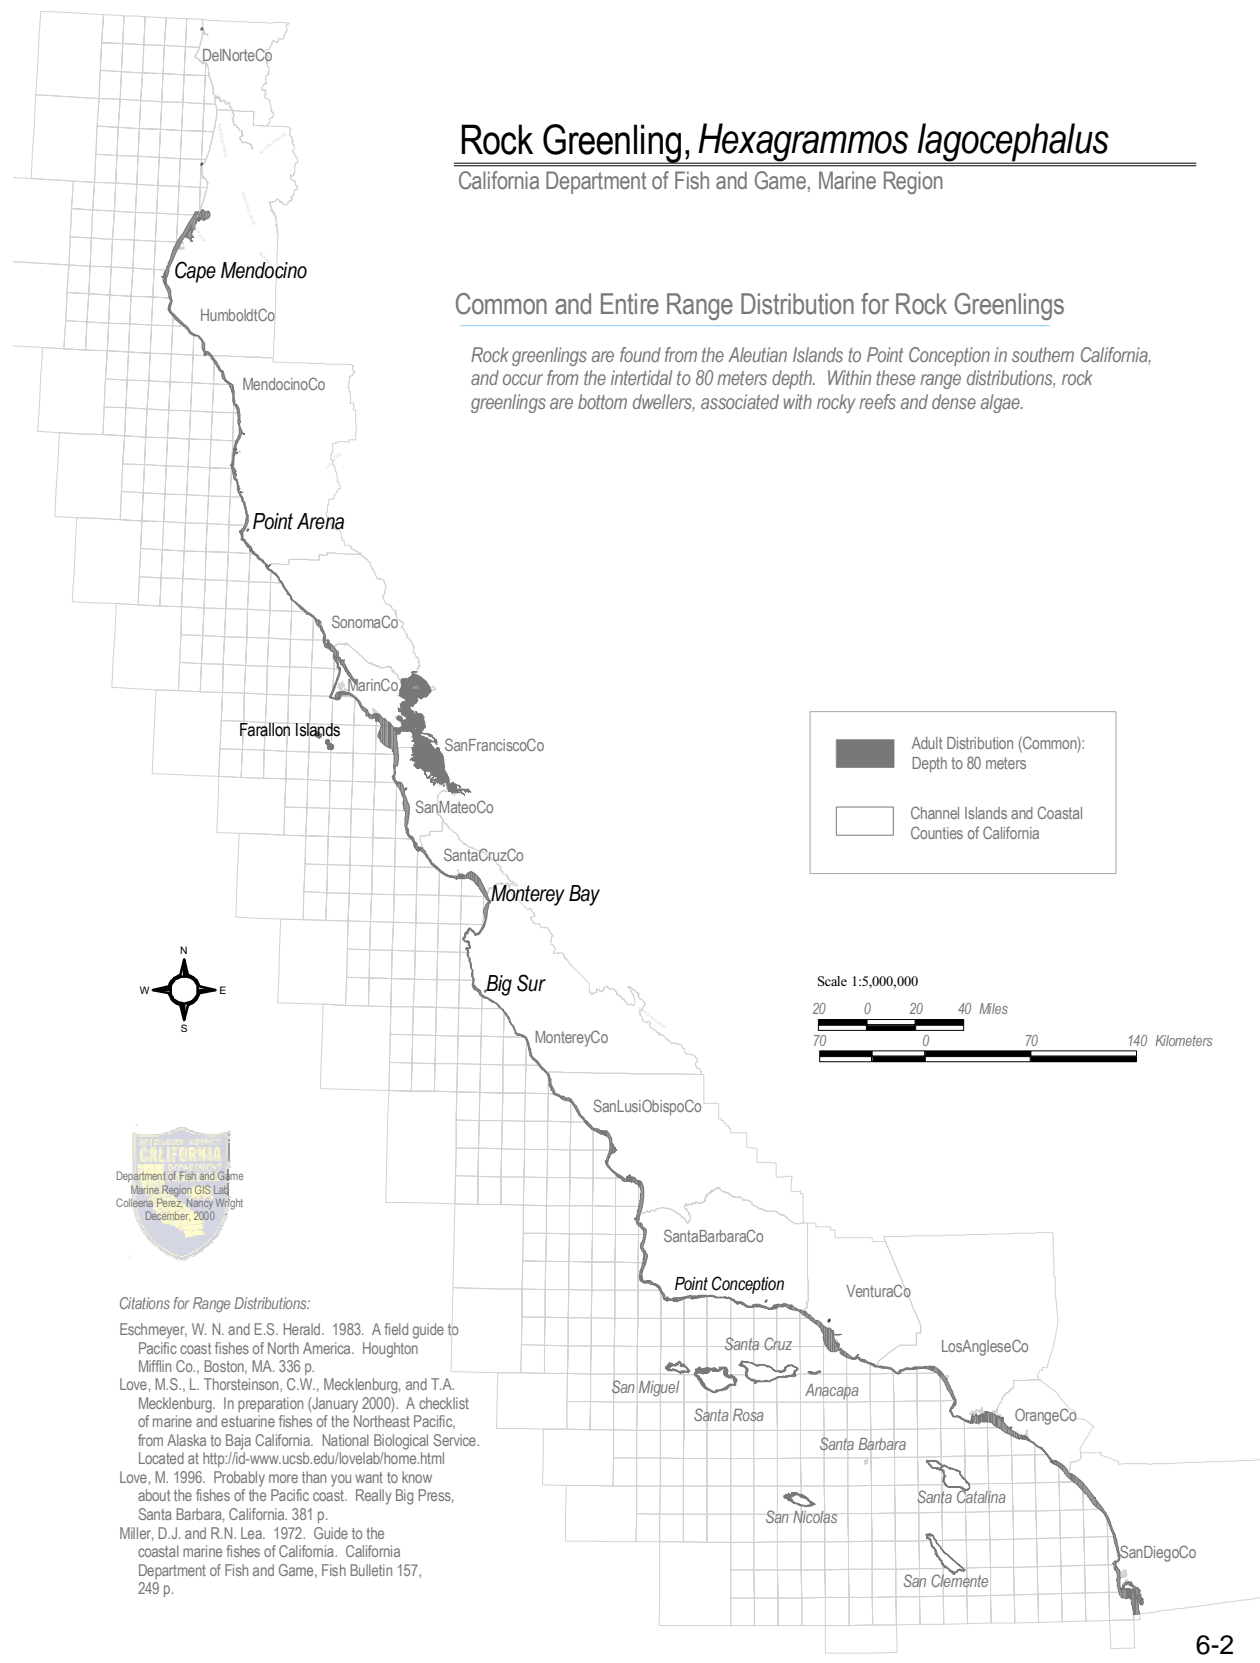 DelNorteCo
Rock Greenling, Hexagrammos lagocephalus
California Department of Fish and Game, Marine Region
Cape Mendocino
HumboldtCo
Common and Entire Range Distribution for Rock Greenlings
Rock greenlings are found from the Aleutian Islands to Point Conception in southern California,
and occur from the intertidal to 80 meters depth. Within these range distributions, rock
greenlings are bottom dwellers, associated with rocky reefs and dense algae.
MendocinoCo
Point Arena
SonomaCo
MarinCo
Farallon Islands
SanFranciscoCo
SanMateoCo
SantaCruzCo
Monterey Bay
Big Sur
MontereyCo
SanLusiObispoCo
Adult Distribution (Common):
Depth to 80 meters
Channel Islands and Coastal
Counties of California
N
W E
S
Scale 1:5,000,000
20 0 20 40 Miles
70 0 70 140 Kilometers
CALIFORNIA
DEPARTMENT
Department of Fish and Game
Marine Region GIS Lab
Colleena Perez, Nancy Wright
December, 2000
SantaBarbaraCo
Point Conception
VenturaCo
LosAngleseCo
OrangeCo
SanDiegoCo
Santa Cruz
San Miguel
Anacapa
Santa Rosa
Santa Barbara
Santa Catalina
San Nicolas
San Clemente
Citations for Range Distributions:
Eschmeyer, W. N. and E.S. Herald. 1983. A field guide to
Pacific coast fishes of North America. Houghton
Mifflin Co., Boston, MA. 336 p.
Love, M.S., L. Thorsteinson, C.W., Mecklenburg, and T.A.
Mecklenburg. In preparation (January 2000). A checklist
of marine and estuarine fishes of the Northeast Pacific,
from Alaska to Baja California. National Biological Service.
Located at http://id-www.ucsb.edu/lovelab/home.html
Love, M. 1996. Probably more than you want to know
about the fishes of the Pacific coast. Really Big Press,
Santa Barbara, California. 381 p.
Miller, D.J. and R.N. Lea. 1972. Guide to the
coastal marine fishes of California. California
Department of Fish and Game, Fish Bulletin 157,
249 p.
6-2